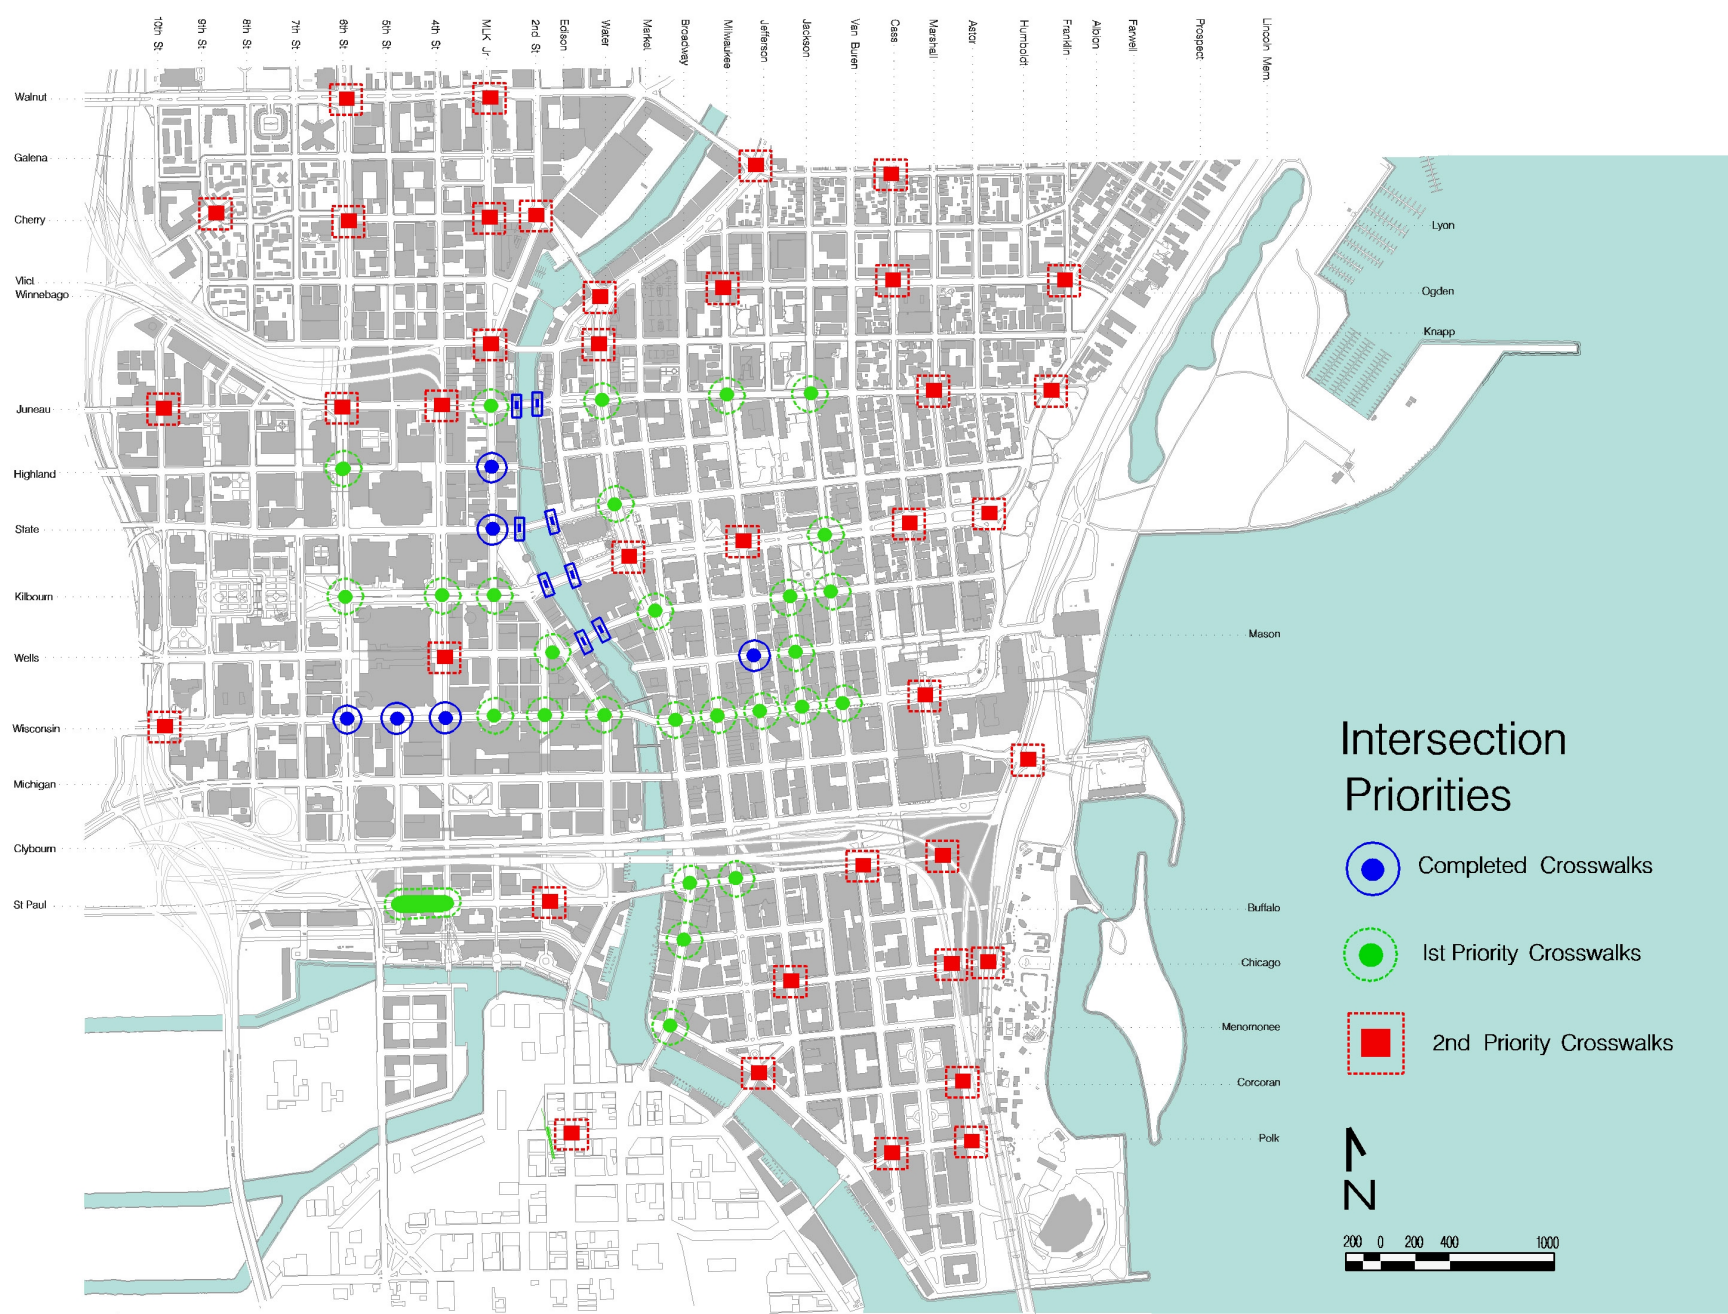 10th St
9th St
8th St
7th St
6th St
5th St
4th St
MLK Jr
2nd St
Edison
Water
Market
Broadway
Milwaukee
Jefferson
Jackson
Van Buren
Cass
Marshall
Astor
Humboldt
Franklin
Albion
Farwell
Prospect
Lincoln Mem.
Walnut
Galena
Cherry
Vliet
Winnebago
Juneau
Highland
State
Kilbourn
Wells
Wisconsin
Michigan
Clybourn
St Paul
Lyon
Ogden
Knapp
Mason
Buffalo
Chicago
Menomonee
Corcoran
Polk
Intersection
Priorities
Completed Crosswalks
1st Priority Crosswalks
2nd Priority Crosswalks
N
200 0 200 400 1000